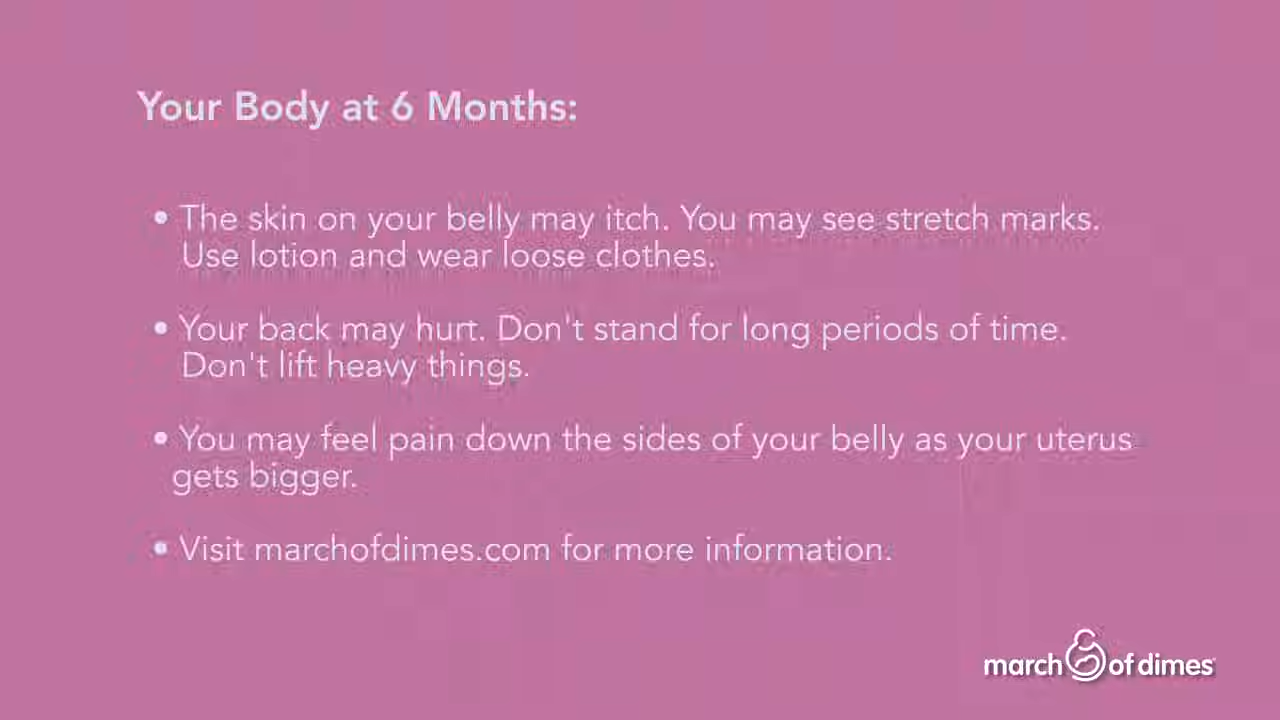 Your Body at 6 Months:
• The skin on your belly may itch. You may see stretch marks.
Use lotion and wear loose clothes.
• Your back may hurt. Don't stand for long periods of time.
Don't lift heavy things.
• You may feel pain down the sides of your belly as your uterus
gets bigger.
• Visit marchofdimes.com for more information.
march of dimes